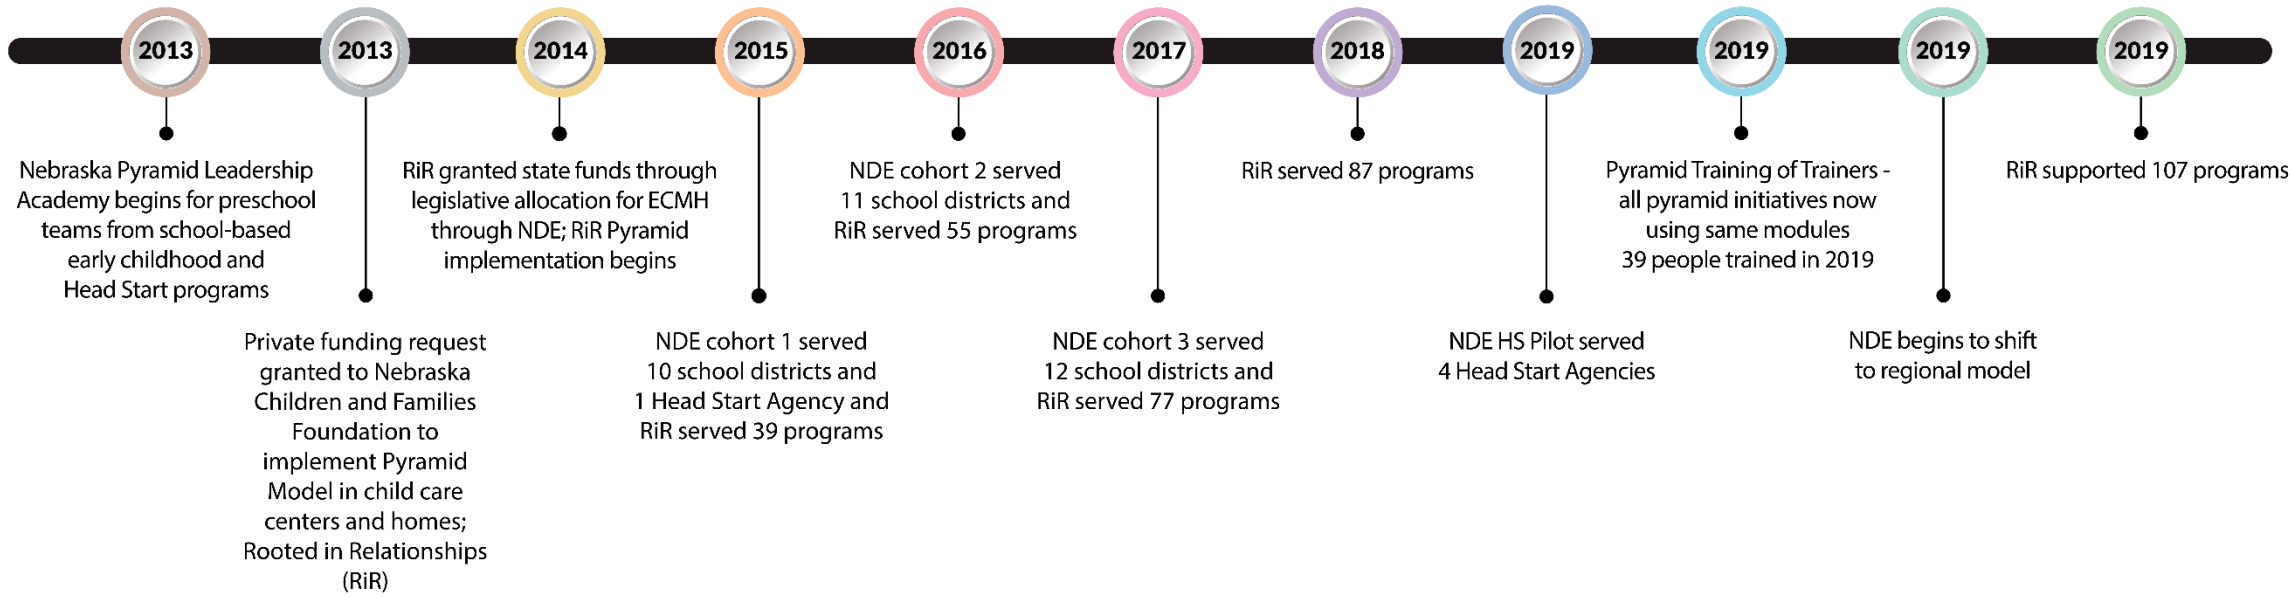 2013
Nebraska Pyramid Leadership
Academy begins for preschool
teams from school-based
early childhood and
Head Start programs
2013
Private funding request
granted to Nebraska
Children and Families
Foundation to
implement Pyramid
Model in child care
centers and homes;
Rooted in Relationships
(RiR)
2014
RiR granted state funds through
legislative allocation for ECMH
through NDE; RiR Pyramid
implementation begins
2015
NDE cohort 1 served
10 school districts and
1 Head Start Agency and
RiR served 39 programs
2016
NDE cohort 2 served
11 school districts and
RiR served 55 programs
2017
NDE cohort 3 served
12 school districts and
RiR served 77 programs
2018
RiR served 87 programs
2019
NDE HS Pilot served
4 Head Start Agencies
2019
Pyramid Training of Trainers -
all pyramid initiatives now
using same modules
39 people trained in 2019
2019
NDE begins to shift
to regional model
2019
RiR supported 107 programs